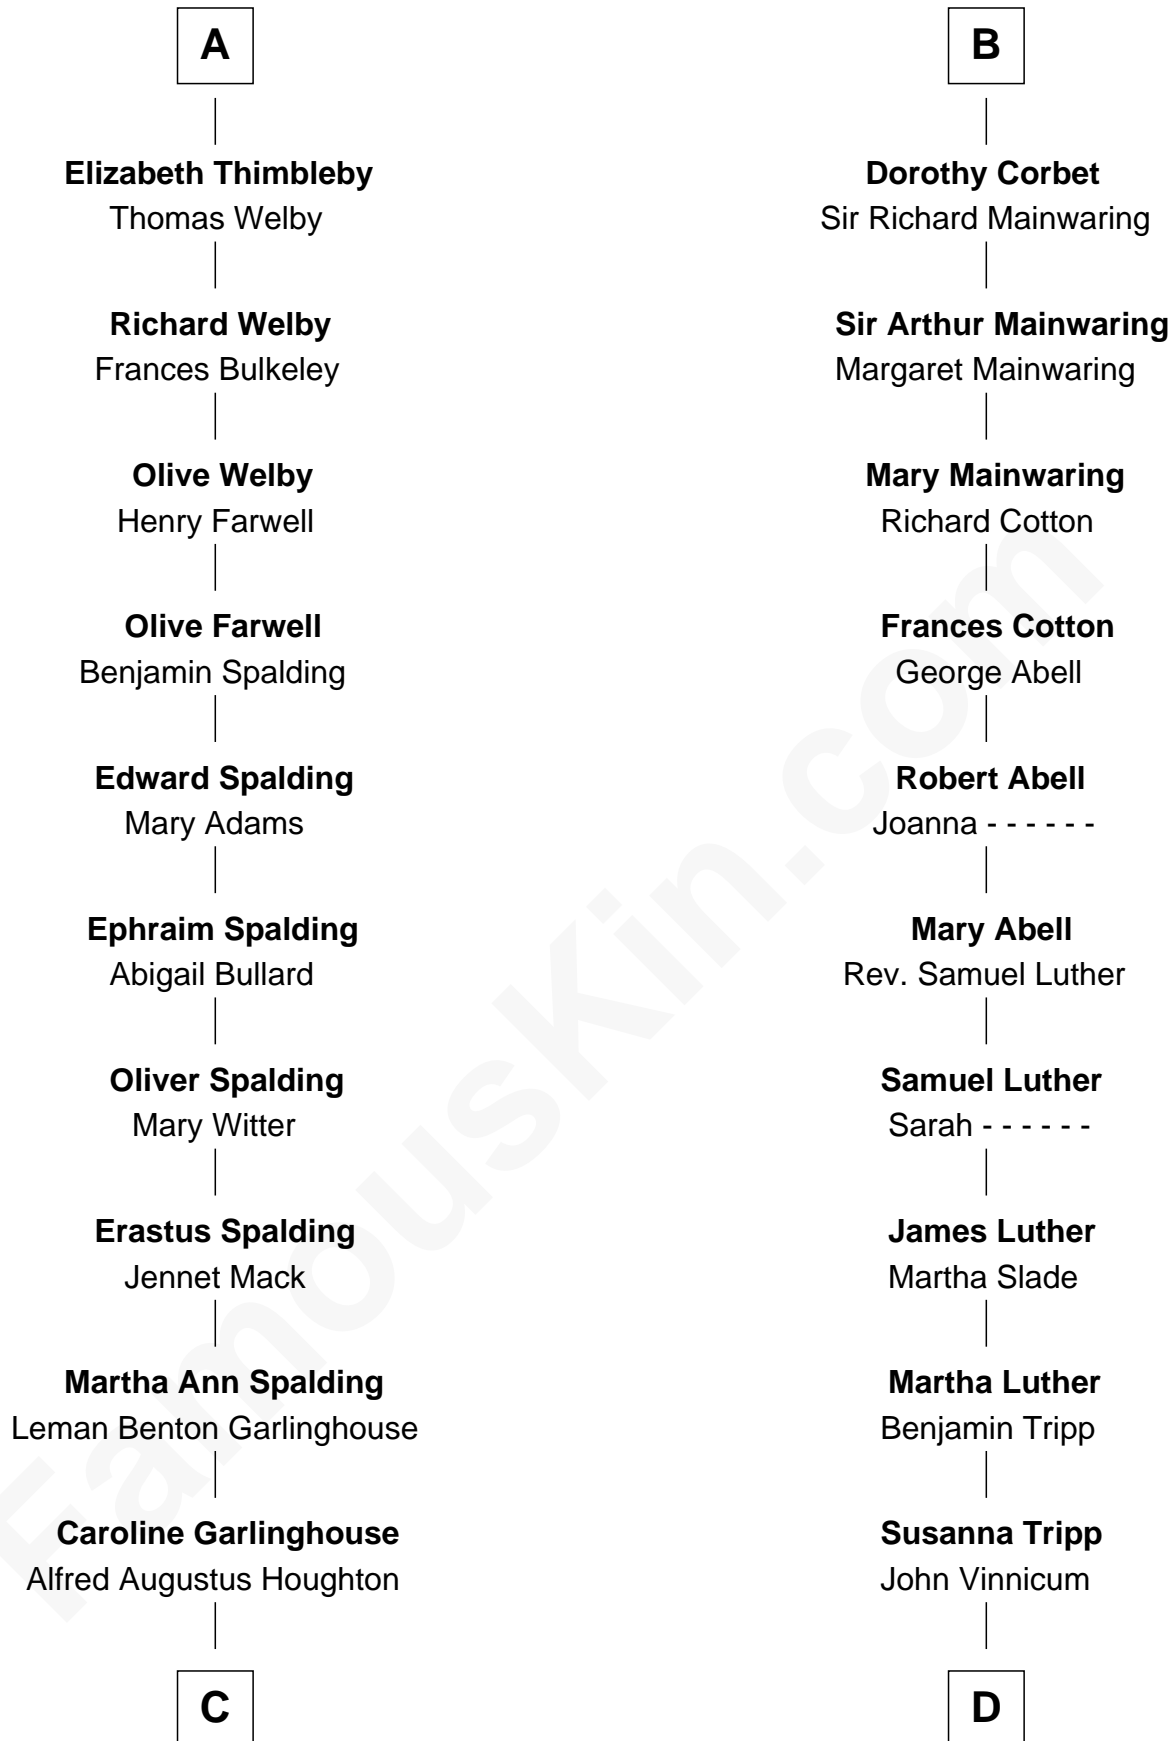 A
Elizabeth Thimbleby
Thomas Welby
Richard Welby
Frances Bulkeley
Olive Welby
Henry Farwell
Olive Farwell
Benjamin Spalding
Edward Spalding
Mary Adams
Ephraim Spalding
Abigail Bullard
Oliver Spalding
Mary Witter
Erastus Spalding
Jennet Mack
Martha Ann Spalding
Leman Benton Garlinghouse
Caroline Garlinghouse
Alfred Augustus Houghton
C
B
Dorothy Corbet
Sir Richard Mainwaring
Sir Arthur Mainwaring
Margaret Mainwaring
Mary Mainwaring
Richard Cotton
Frances Cotton
George Abell
Robert Abell
Joanna - - - - - -
Mary Abell
Rev. Samuel Luther
Samuel Luther
Sarah - - - - - -
James Luther
Martha Slade
Martha Luther
Benjamin Tripp
Susanna Tripp
John Vinnicum
D
FamousKin.com